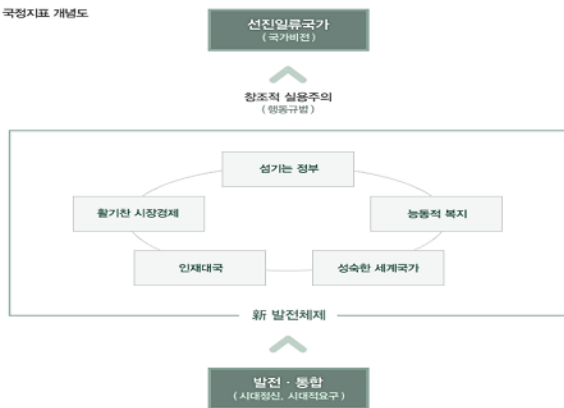 국정지표 개념도
선진일류국가
(국가비전)
창조적 실용주의
(행동규범)
섬기는 정부
활기찬 시장경제
능동적 복지
인재대국
성숙한 세계국가
新 발전체제
발전 · 통합
(시대정신, 시대적요구)